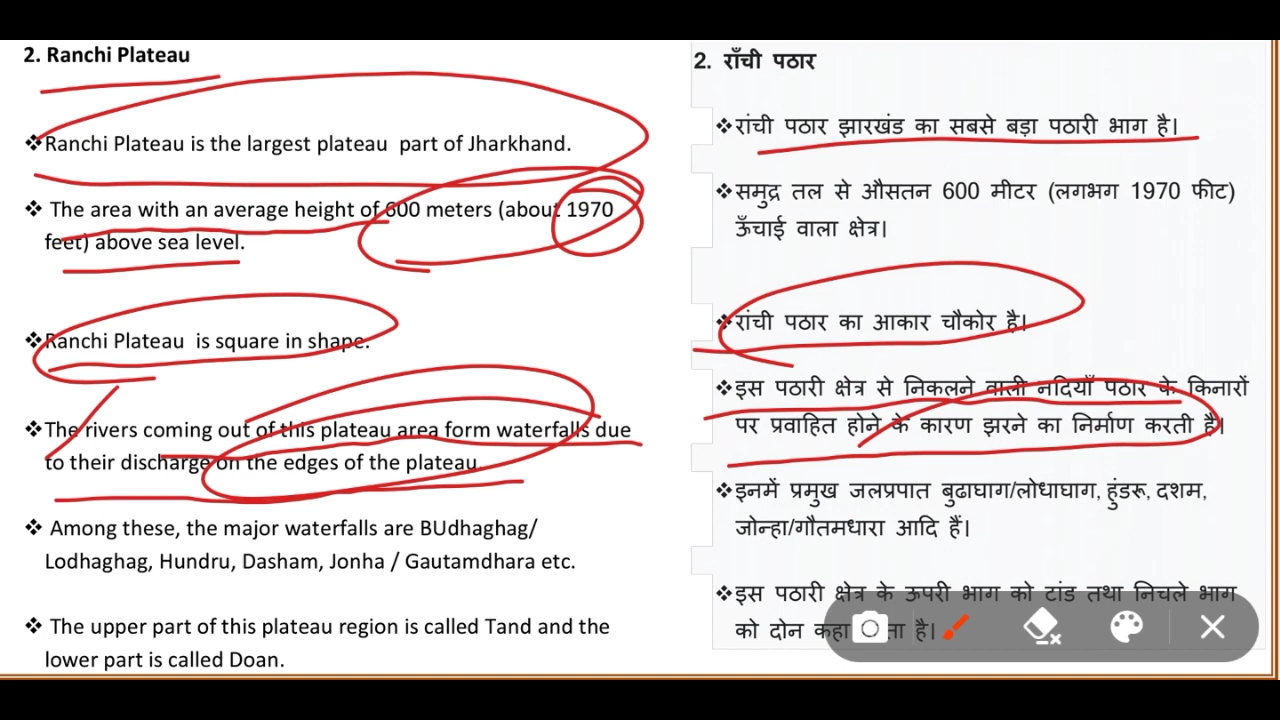 2. Ranchi Plateau
❖Ranchi Plateau is the largest plateau part of Jharkhand.
❖ The area with an average height of 600 meters (about 1970
feet) above sea level.
❖Ranchi Plateau is square in shape.
❖The rivers coming out of this plateau area form waterfalls due
to their discharge on the edges of the plateau.
❖ Among these, the major waterfalls are BUdhaghag/
Lodhaghag, Hundru, Dasham, Jonha / Gautamdhara etc.
❖ The upper part of this plateau region is called Tand and the
lower part is called Doan.
2. राँची पठार
❖रांची पठार झारखंड का सबसे बड़ा पठारी भाग है।
❖समुद्र तल से औसतन 600 मीटर (लगभग 1970 फीट)
ऊँचाई वाला क्षेत्र।
❖रांची पठार का आकार चौकोर है।
❖इस पठारी क्षेत्र से निकलने वाली नदियाँ पठार के किनारों
पर प्रवाहित होने के कारण झरने का निर्माण करती है।
❖इनमें प्रमुख जलप्रपात बुढाघाग/लोधाघाग, हुंडरू, दशम,
जोन्हा/गौतमधारा आदि हैं।
❖इस पठारी क्षेत्र के ऊपरी भाग को टांड तथा निचले भाग
को दोन कहा है।